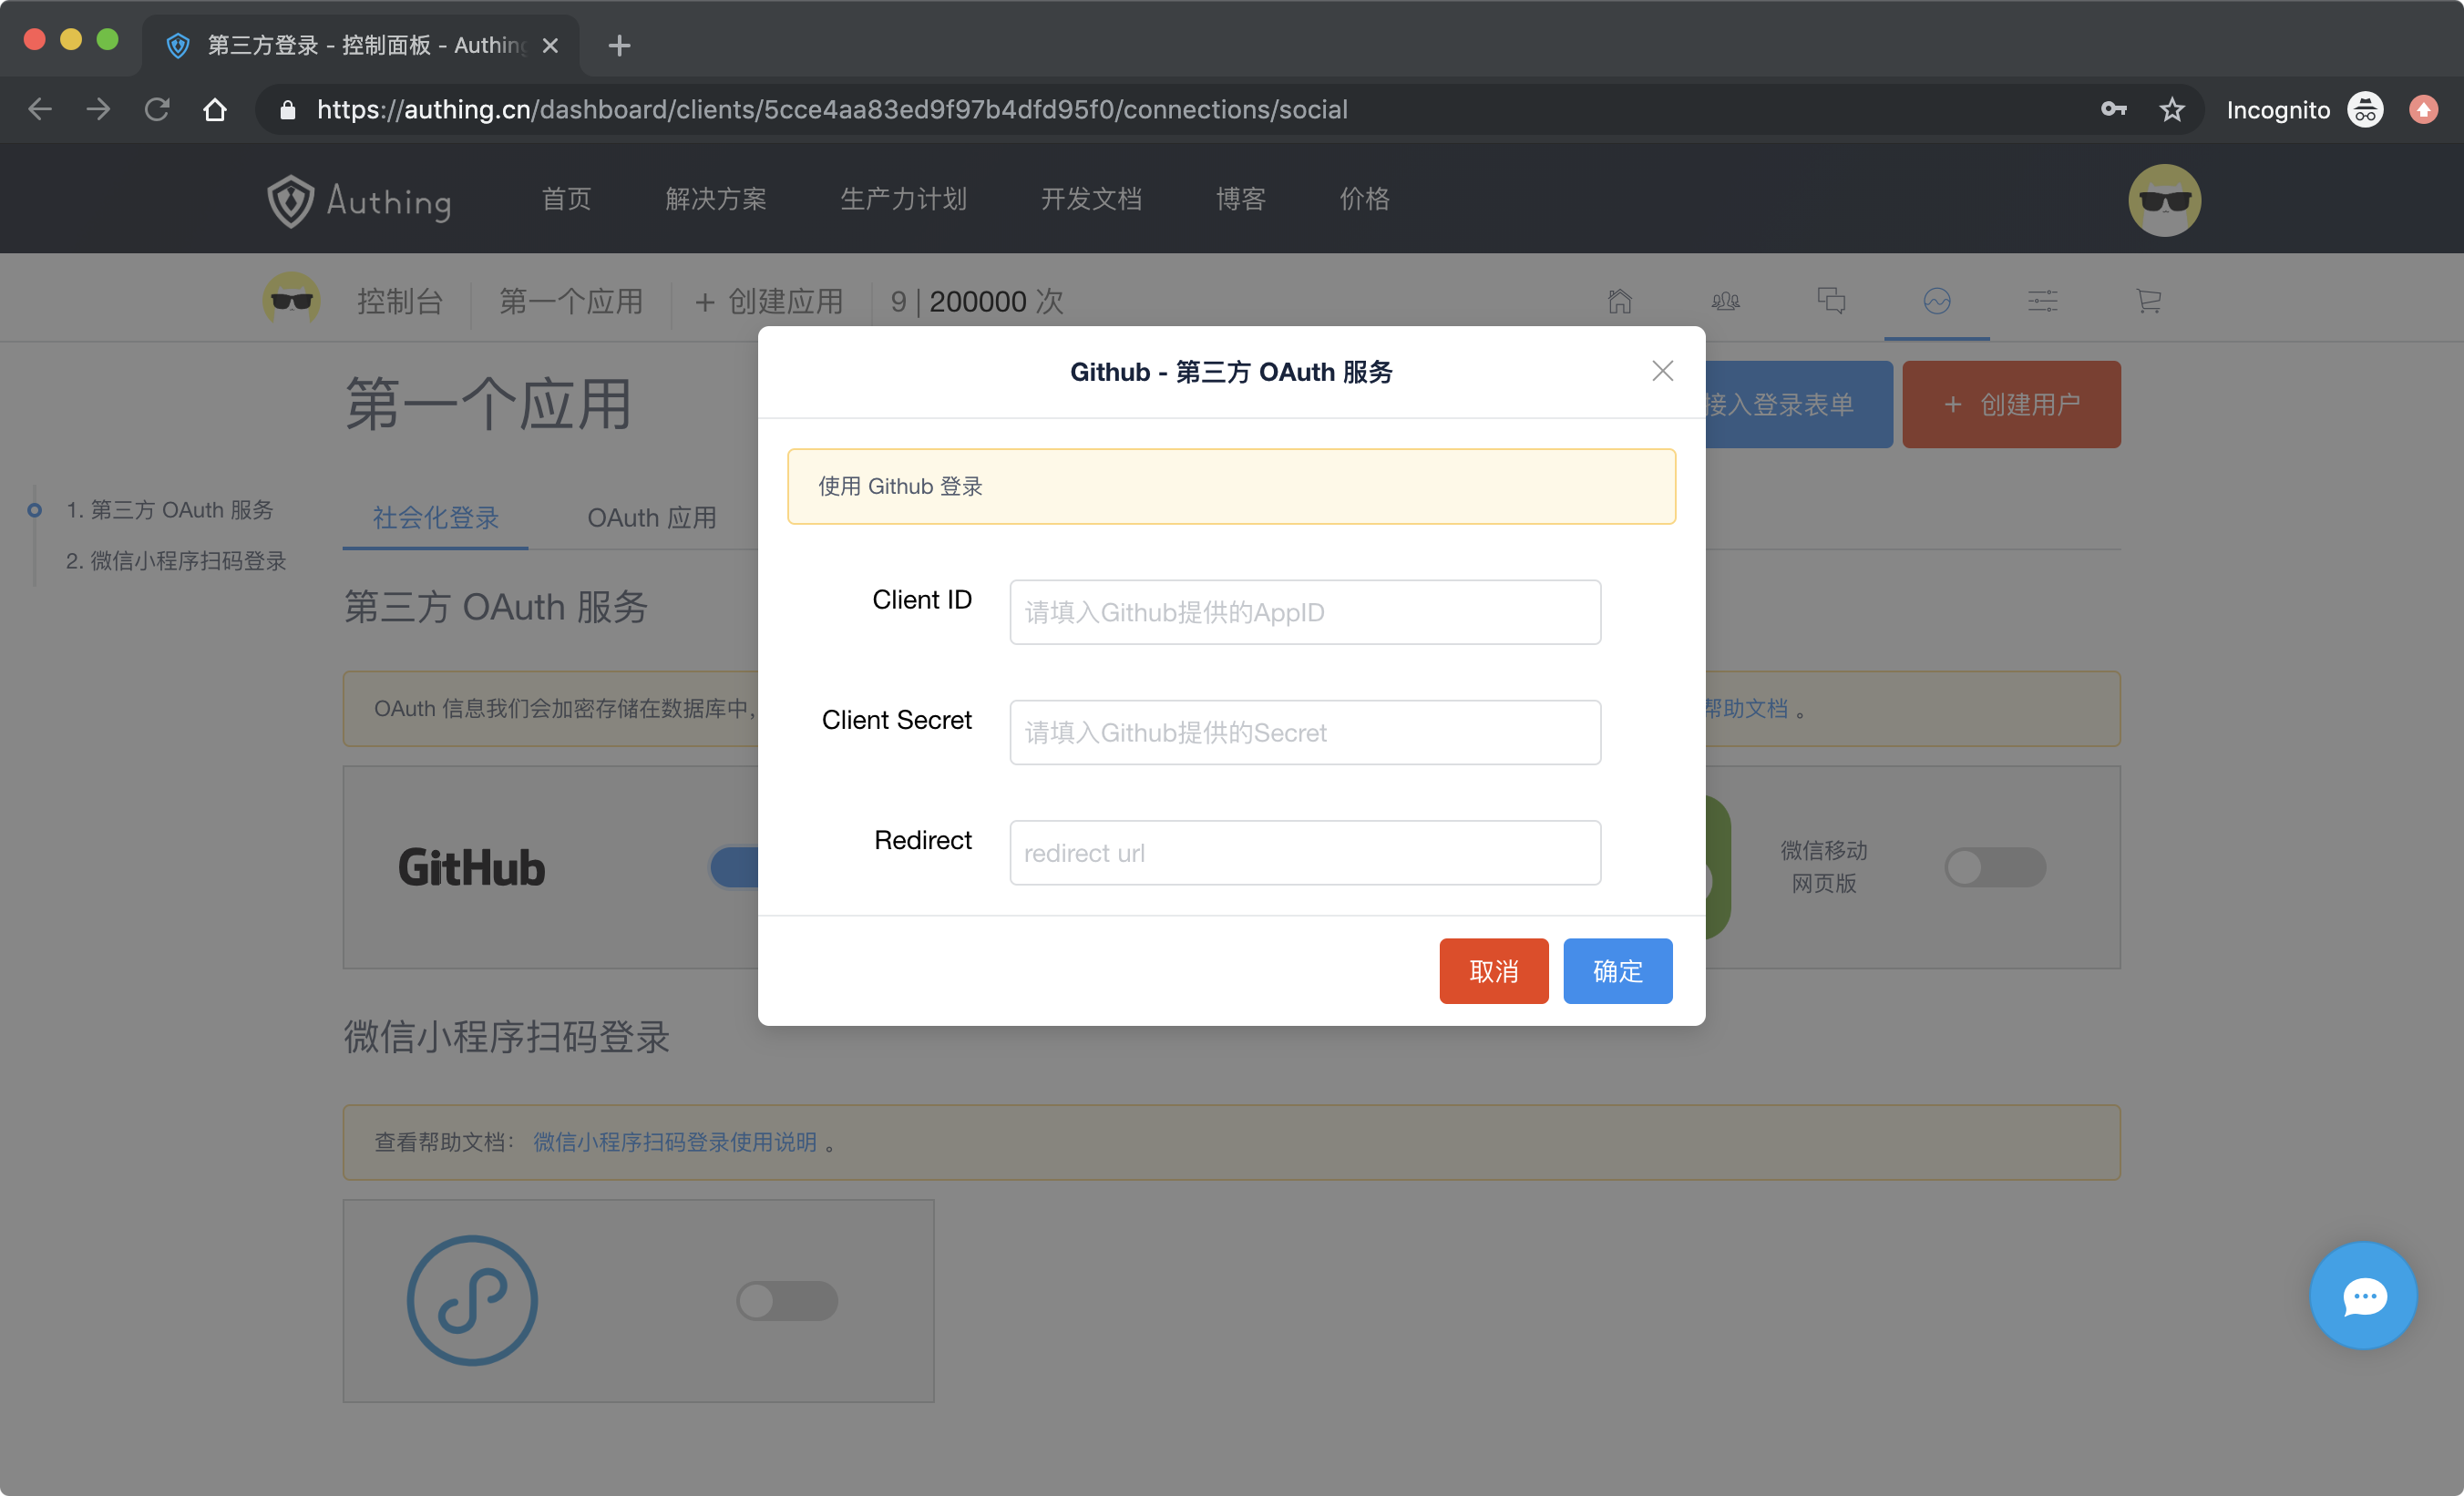 第三方登录 - 控制面板 - Authing
https://authing.cn/dashboard/clients/5cce4aa83ed9f97b4dfd95f0/connections/social
Incognito
Authing 首页 解决方案 生产力计划 开发文档 博客 价格
控制台 第一个应用 + 创建应用 9 | 200000 次
第一个应用
接入登录表单
+ 创建用户
1. 第三方 OAuth 服务
2. 微信小程序扫码登录
社会化登录 OAuth 应用
第三方 OAuth 服务
OAuth 信息我们会加密存储在数据库中,
帮助文档 。
GitHub
微信移动
网页版
微信小程序扫码登录
查看帮助文档: 微信小程序扫码登录使用说明 。
Github - 第三方 OAuth 服务
使用 Github 登录
Client ID 请填入Github提供的AppID
Client Secret 请填入Github提供的Secret
Redirect redirect url
取消 确定